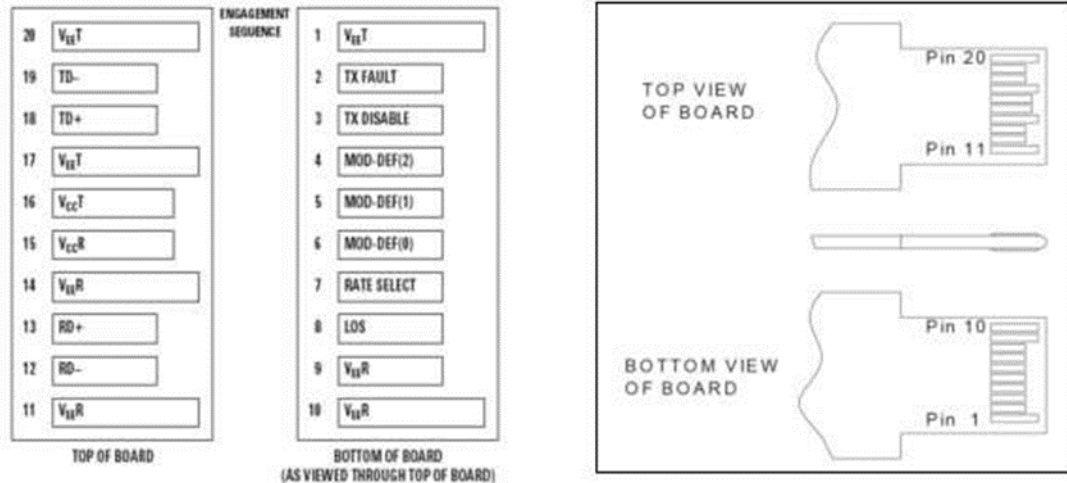 ENGAGEMENT
SEQUENCE
20 VEET
19 TD–
18 TD+
17 VEET
16 VCCT
15 VCCR
14 VEER
13 RD+
12 RD–
11 VEER
TOP OF BOARD
1 VEET
2 TX FAULT
3 TX DISABLE
4 MOD-DEF(2)
5 MOD-DEF(1)
6 MOD-DEF(0)
7 RATE SELECT
8 LOS
9 VEER
10 VEER
BOTTOM OF BOARD
(AS VIEWED THROUGH TOP OF BOARD)
TOP VIEW
OF BOARD
Pin 20
Pin 11
BOTTOM VIEW
OF BOARD
Pin 10
Pin 1